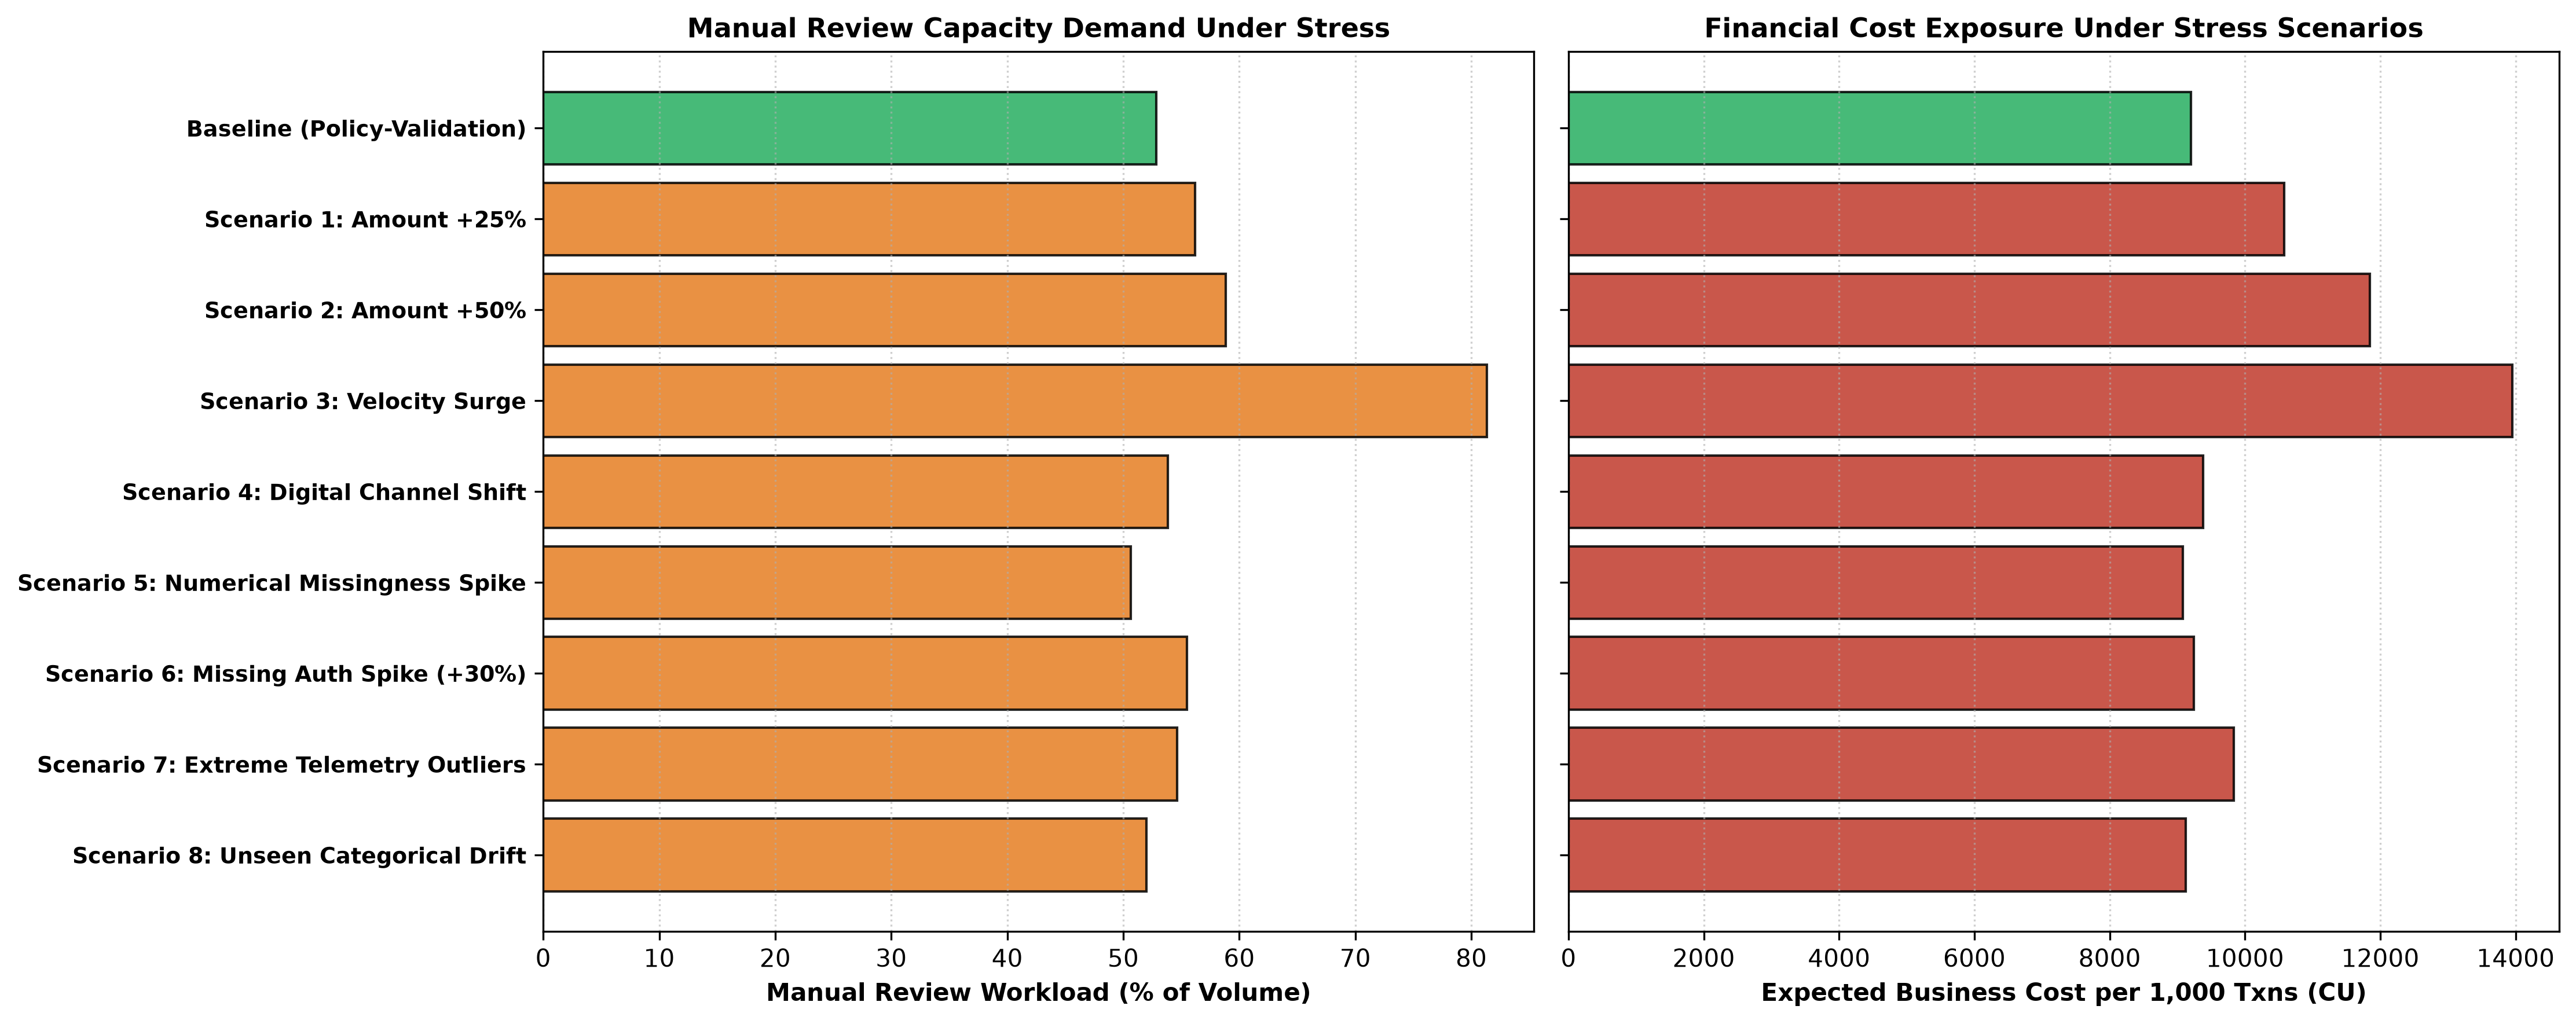 Manual Review Capacity Demand Under Stress
Baseline (Policy-Validation)
Scenario 1: Amount +25%
Scenario 2: Amount +50%
Scenario 3: Velocity Surge
Scenario 4: Digital Channel Shift
Scenario 5: Numerical Missingness Spike
Scenario 6: Missing Auth Spike (+30%)
Scenario 7: Extreme Telemetry Outliers
Scenario 8: Unseen Categorical Drift
0 10 20 30 40 50 60 70 80
Manual Review Workload (% of Volume)
Financial Cost Exposure Under Stress Scenarios
0 2000 4000 6000 8000 10000 12000 14000
Expected Business Cost per 1,000 Txns (CU)